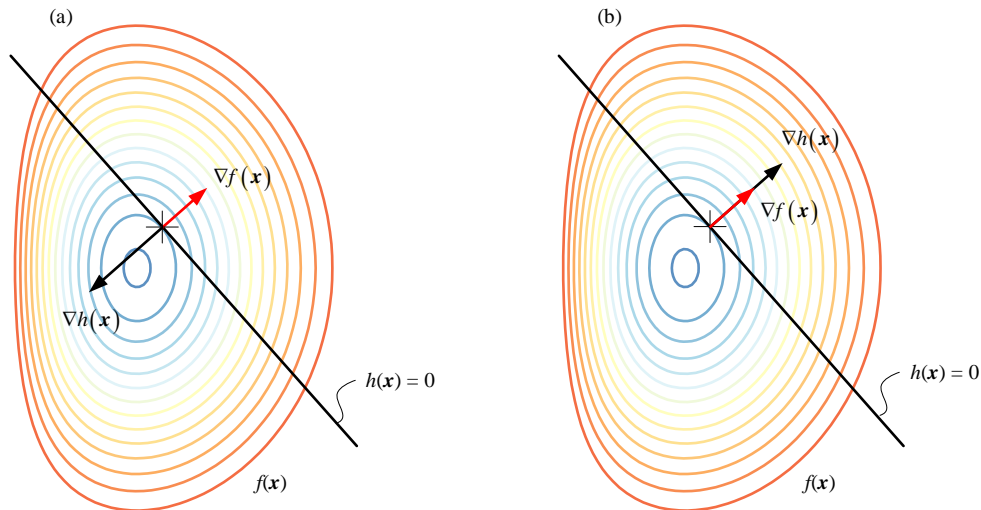 (a)
∇f(x)
∇h(x)
h(x) = 0
f(x)
(b)
∇h(x)
∇f(x)
h(x) = 0
f(x)